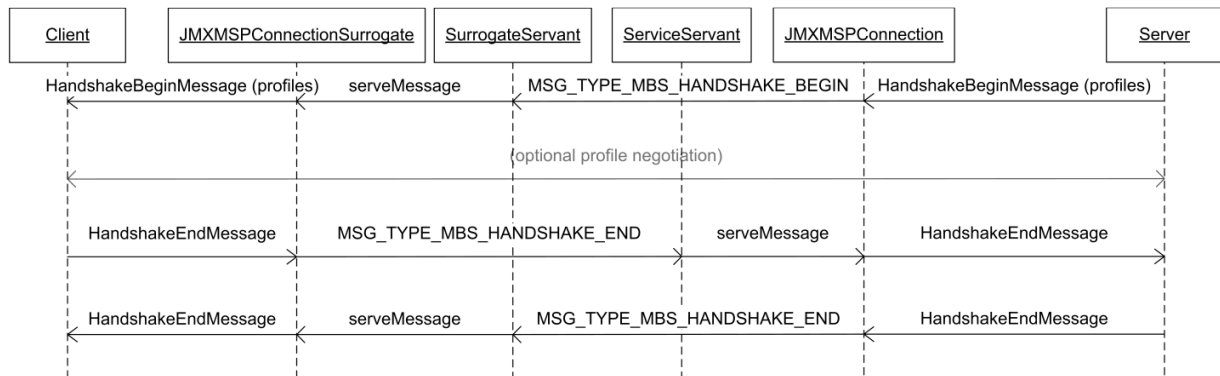 Client JMXMSPConnectionSurrogate SurrogateServant ServiceServant JMXMSPConnection Server
HandshakeBeginMessage (profiles) serveMessage MSG_TYPE_MBS_HANDSHAKE_BEGIN HandshakeBeginMessage (profiles)
(optional profile negotiation)
HandshakeEndMessage MSG_TYPE_MBS_HANDSHAKE_END serveMessage HandshakeEndMessage
HandshakeEndMessage serveMessage MSG_TYPE_MBS_HANDSHAKE_END HandshakeEndMessage